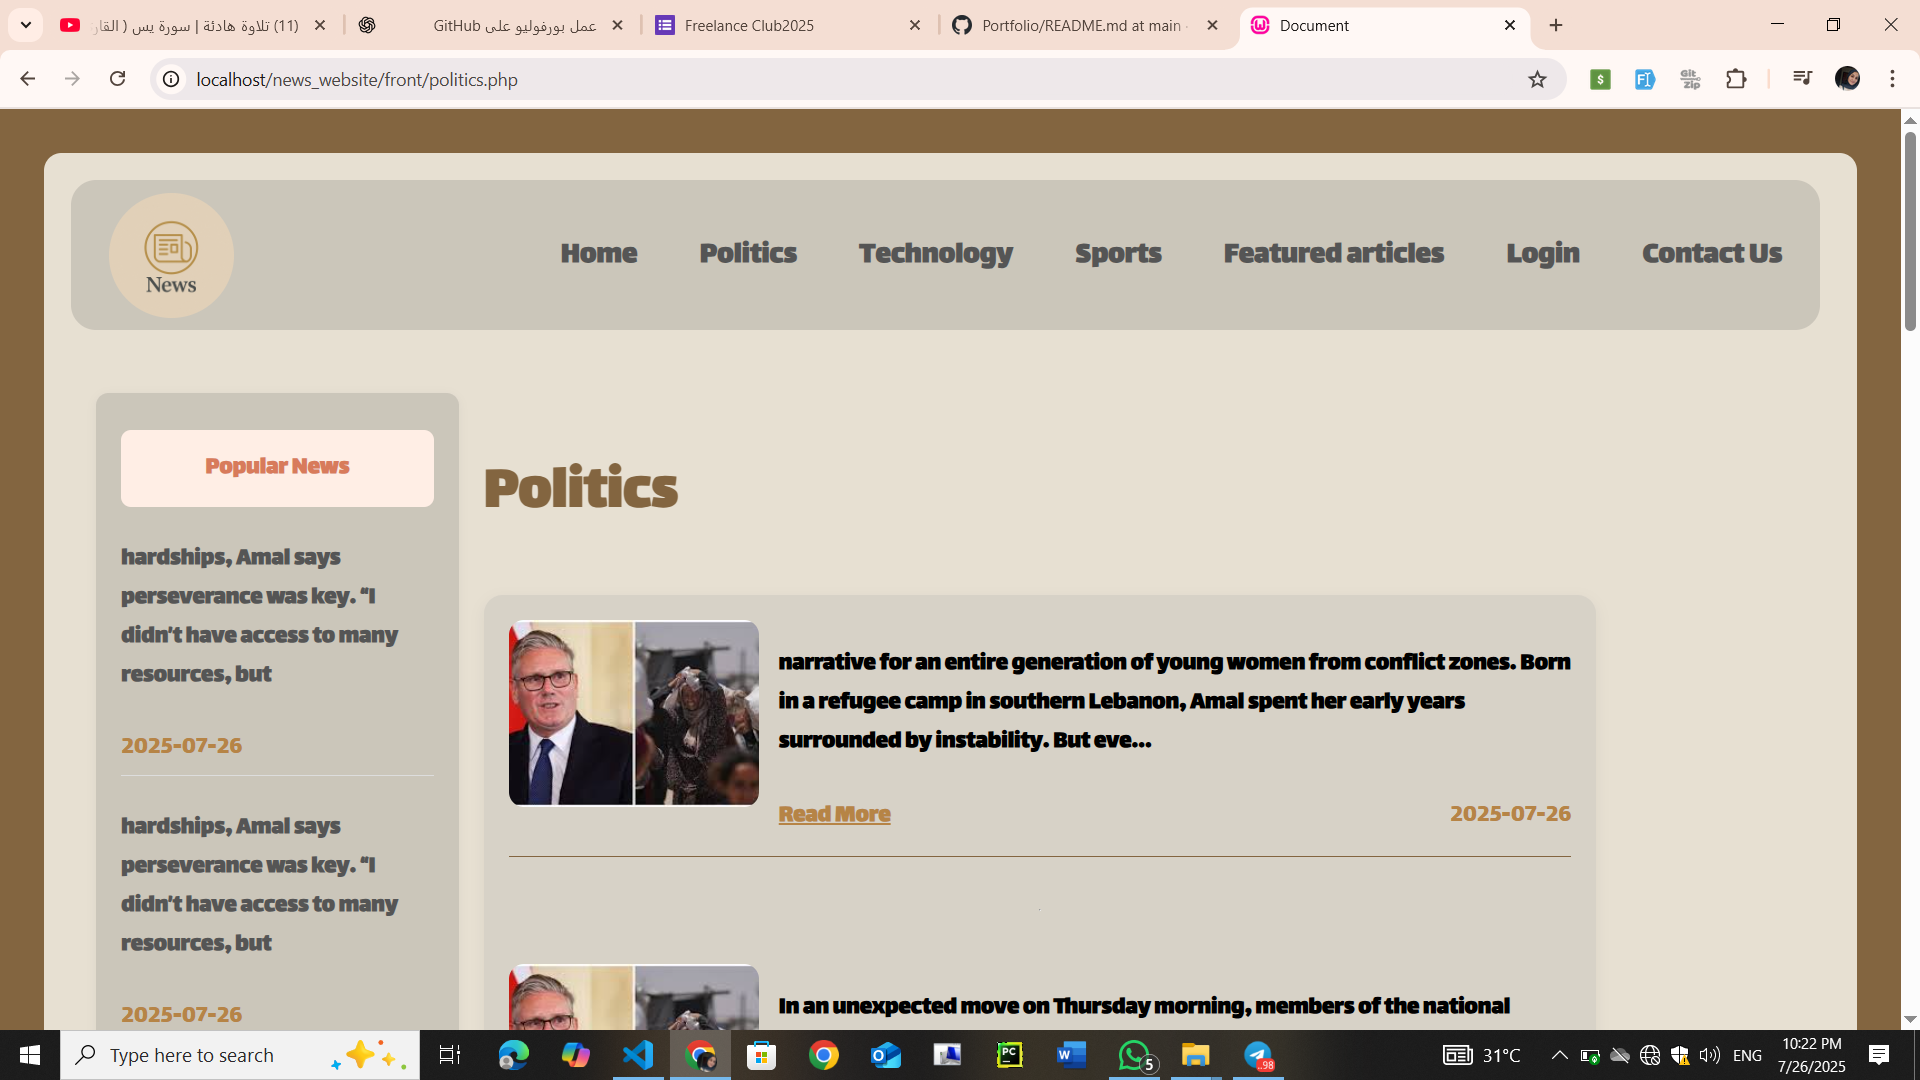 (11) تلاوة هادئة | سورة يس ( القار
عمل بورفوليو على GitHub
Freelance Club2025
Portfolio/README.md at main
Document
localhost/news_website/front/politics.php
News
Home
Politics
Technology
Sports
Featured articles
Login
Contact Us
Popular News
hardships, Amal says
perseverance was key. “I
didn’t have access to many
resources, but
2025-07-26
hardships, Amal says
perseverance was key. “I
didn’t have access to many
resources, but
2025-07-26
Politics
narrative for an entire generation of young women from conflict zones. Born
in a refugee camp in southern Lebanon, Amal spent her early years
surrounded by instability. But eve...
Read More
2025-07-26
In an unexpected move on Thursday morning, members of the national
Type here to search
5
.98
31°C
ENG
10:22 PM
7/26/2025